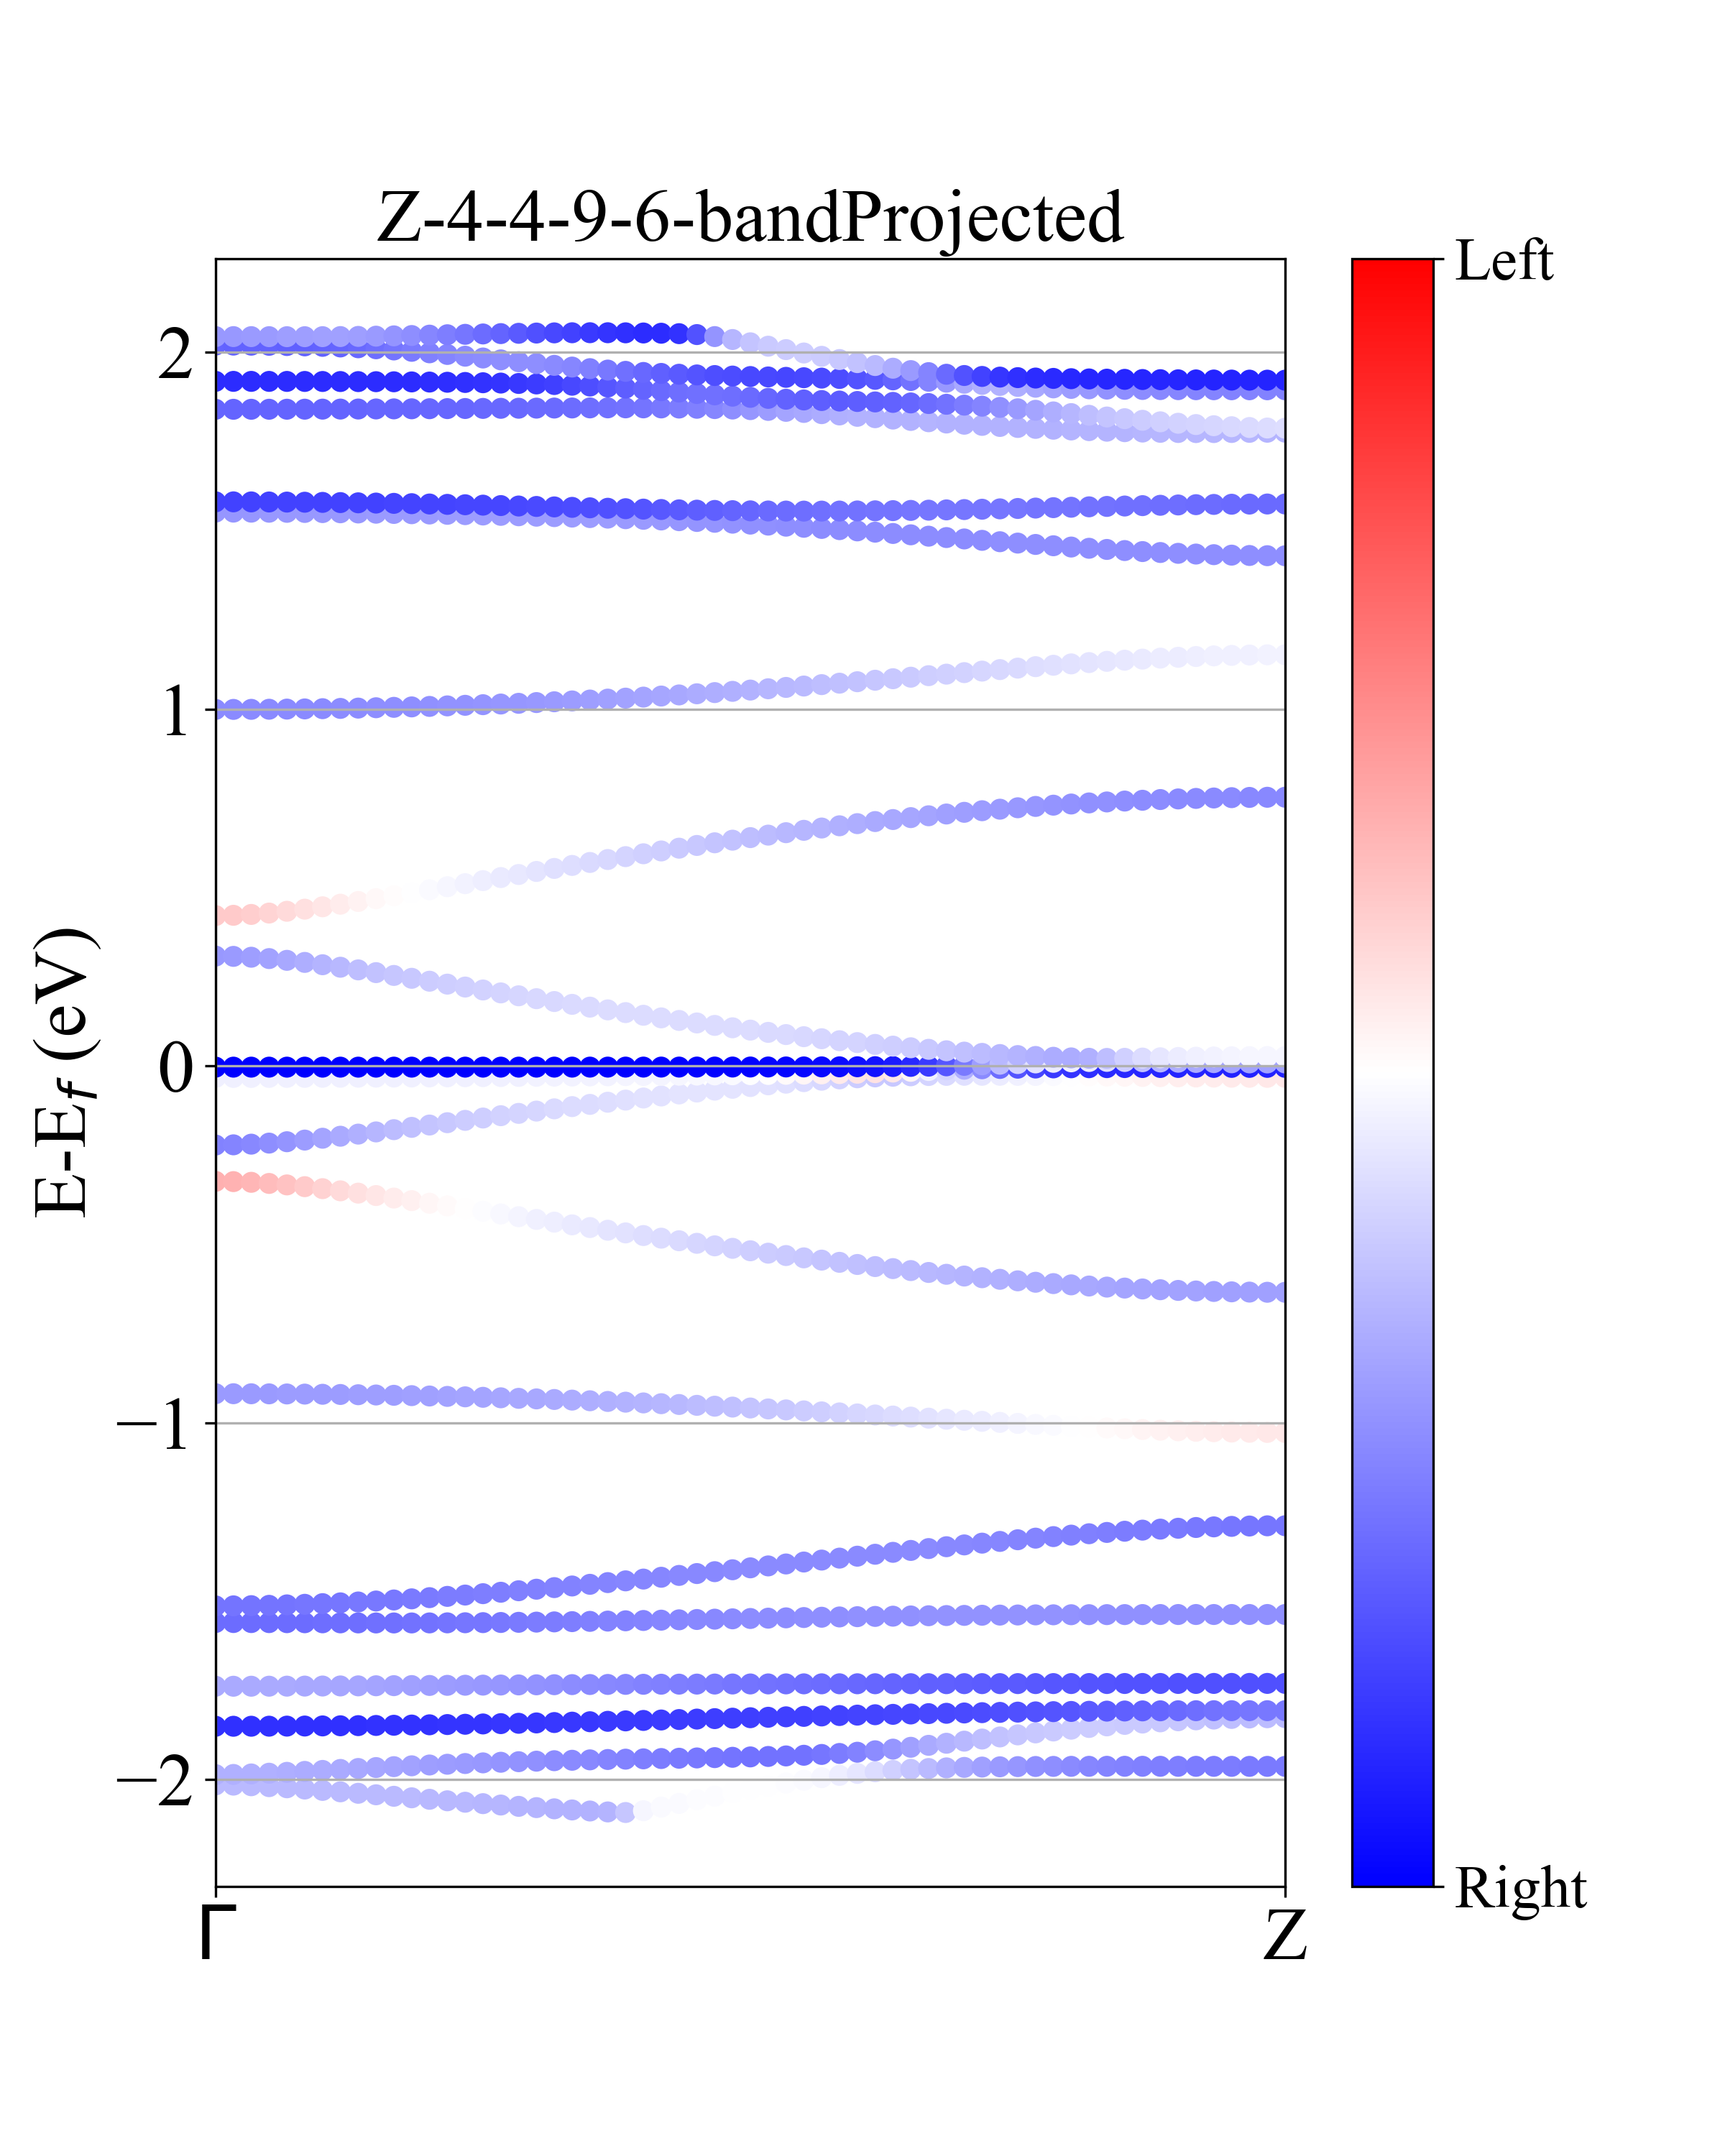 Z-4-4-9-6-bandProjected
Left
2
1
0
−1
−2
E-E_f (eV)
Γ
Z
Right